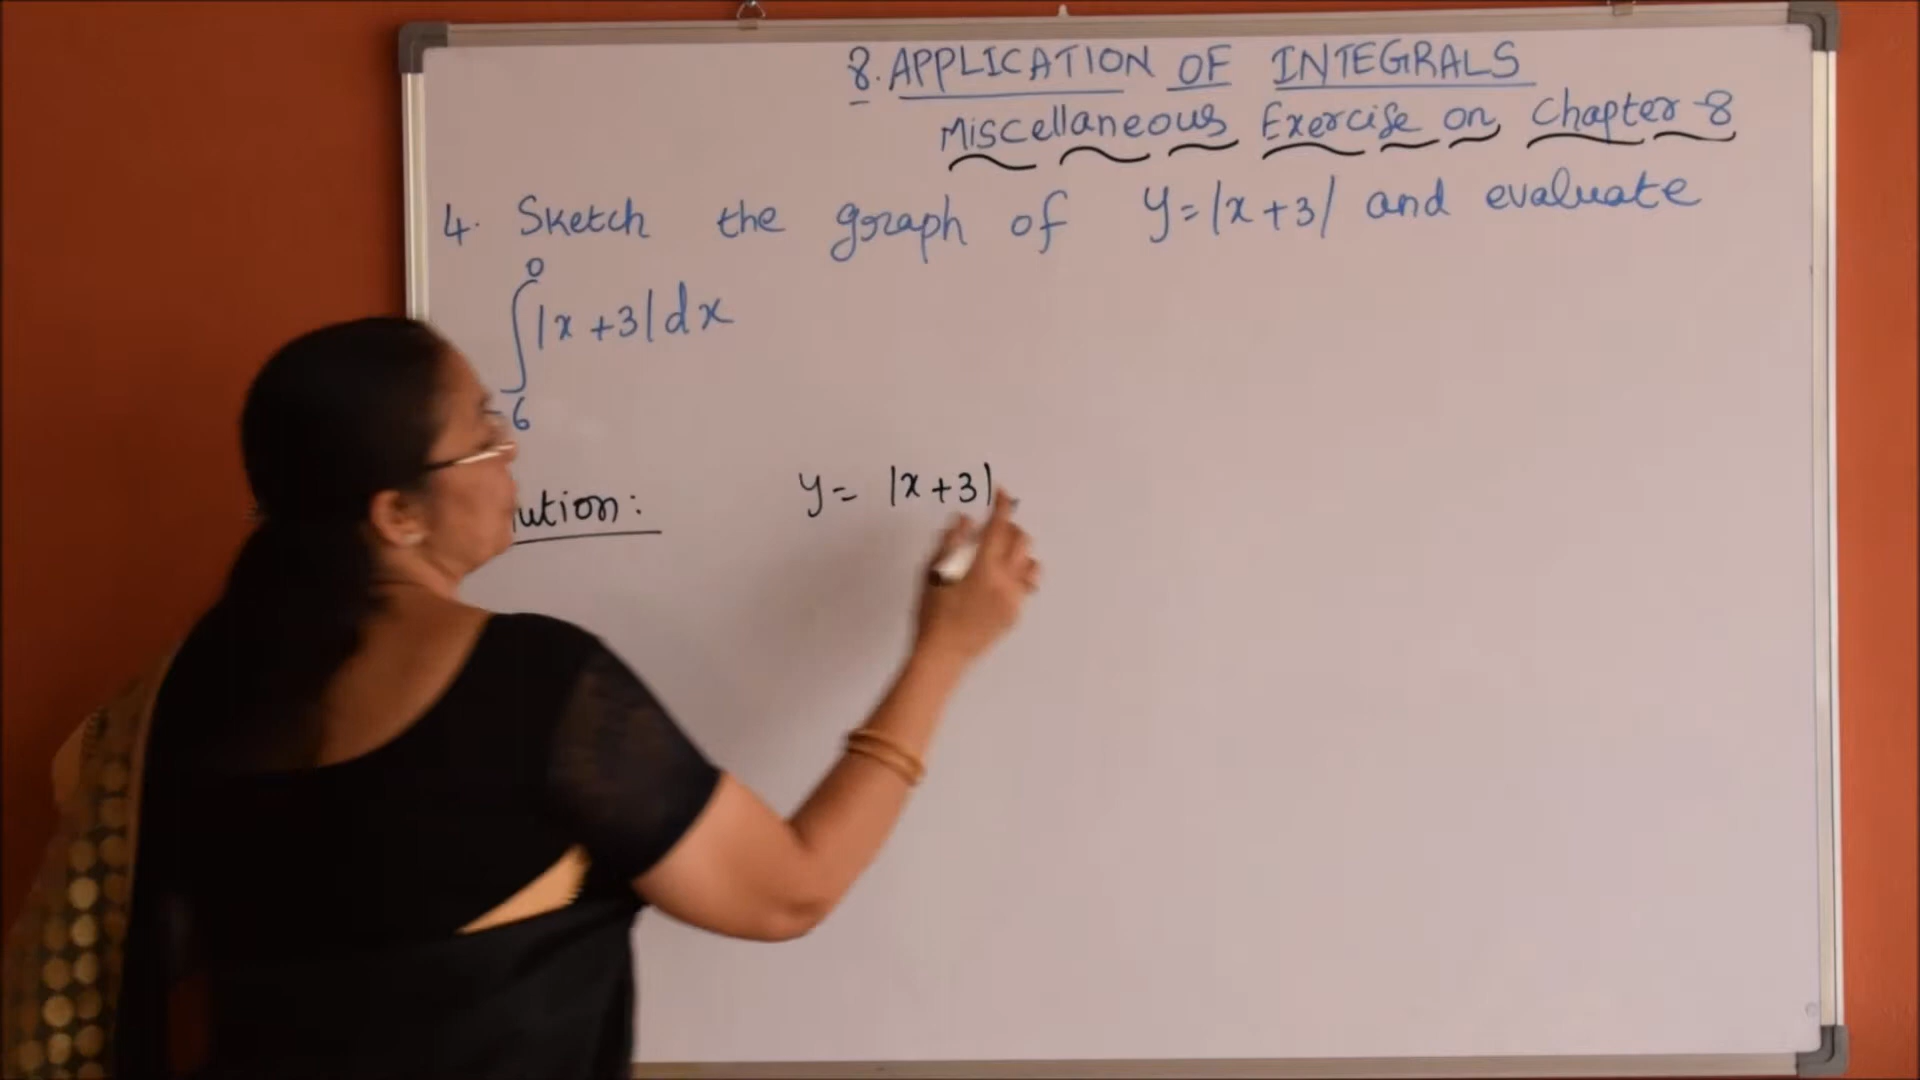 8. APPLICATION OF INTEGRALS
Miscellaneous Exercise on Chapter-8
4. Sketch the graph of y=|x+3| and evaluate
0
∫|x+3|dx
-6
lution:
y= |x+3|